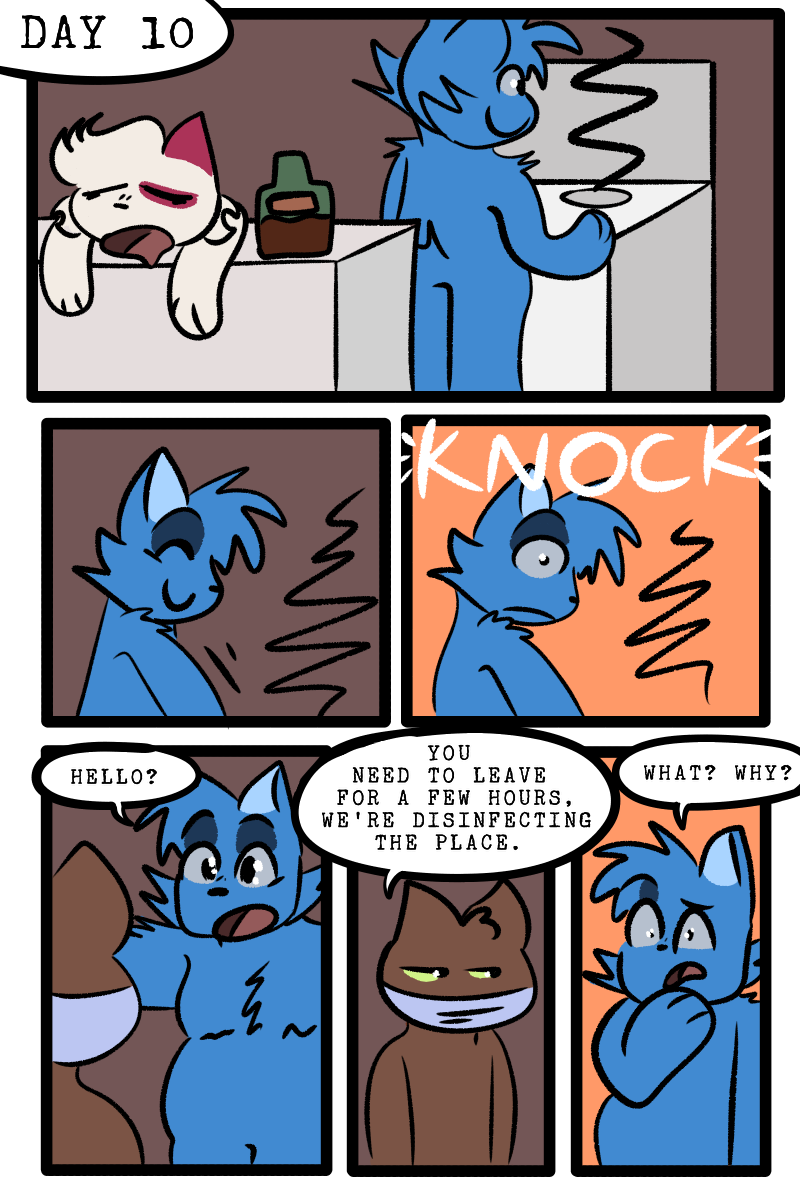 DAY 10
KNOCK
HELLO?
YOU
NEED TO LEAVE
FOR A FEW HOURS,
WE'RE DISINFECTING
THE PLACE.
WHAT? WHY?